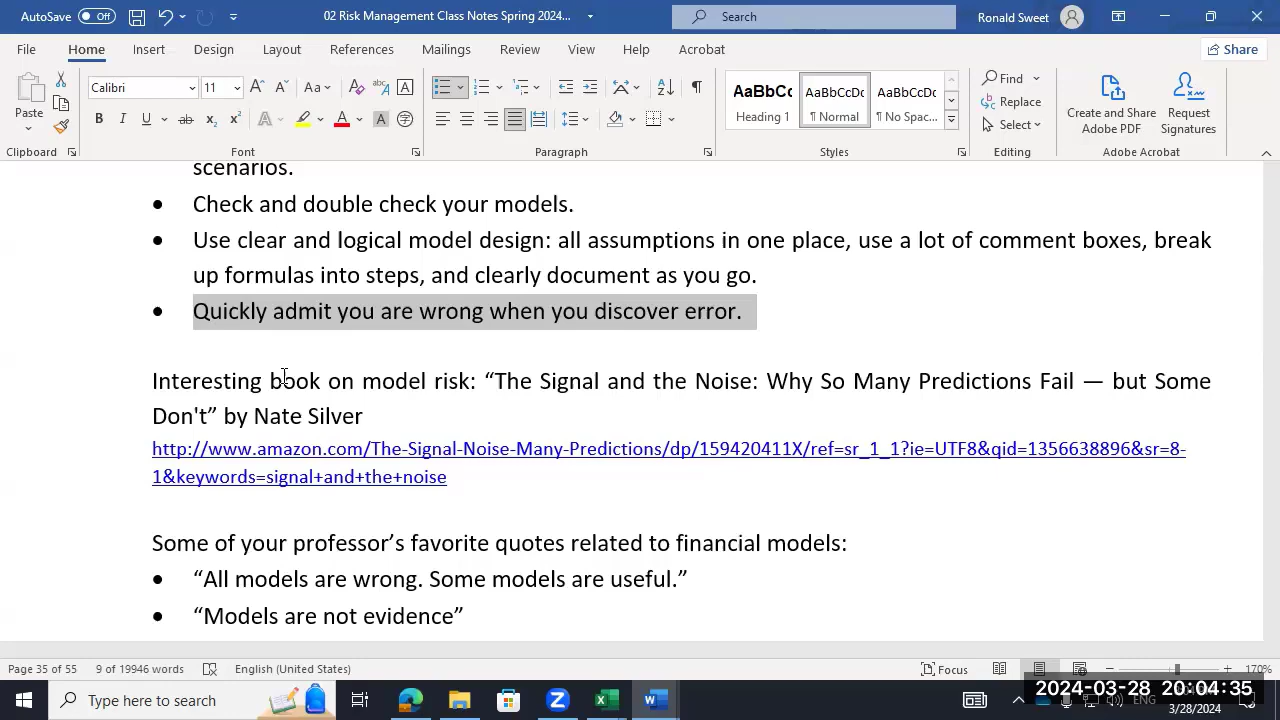 AutoSave Off 02 Risk Management Class Notes Spring 2024... Search Ronald Sweet
File Home Insert Design Layout References Mailings Review View Help Acrobat Share
Paste Calibri 11 Aa Find AaBbCc AaBbCcDc AaBbCcDc Replace Create and Share Request
B I U ab x₂ x² A A A Heading 1 ¶ Normal ¶ No Spac... Select Adobe PDF Signatures
Clipboard Font Paragraph Styles Editing Adobe Acrobat
scenarios.
• Check and double check your models.
• Use clear and logical model design: all assumptions in one place, use a lot of comment boxes, break
up formulas into steps, and clearly document as you go.
• Quickly admit you are wrong when you discover error.
Interesting book on model risk: “The Signal and the Noise: Why So Many Predictions Fail — but Some
Don't” by Nate Silver
http://www.amazon.com/The-Signal-Noise-Many-Predictions/dp/159420411X/ref=sr_1_1?ie=UTF8&qid=1356638896&sr=8-
1&keywords=signal+and+the+noise
Some of your professor’s favorite quotes related to financial models:
• “All models are wrong. Some models are useful.”
• “Models are not evidence”
Page 35 of 55 9 of 19946 words English (United States) Focus 170%
Type here to search ENG 2024-03-28 20:04:35
3/28/2024